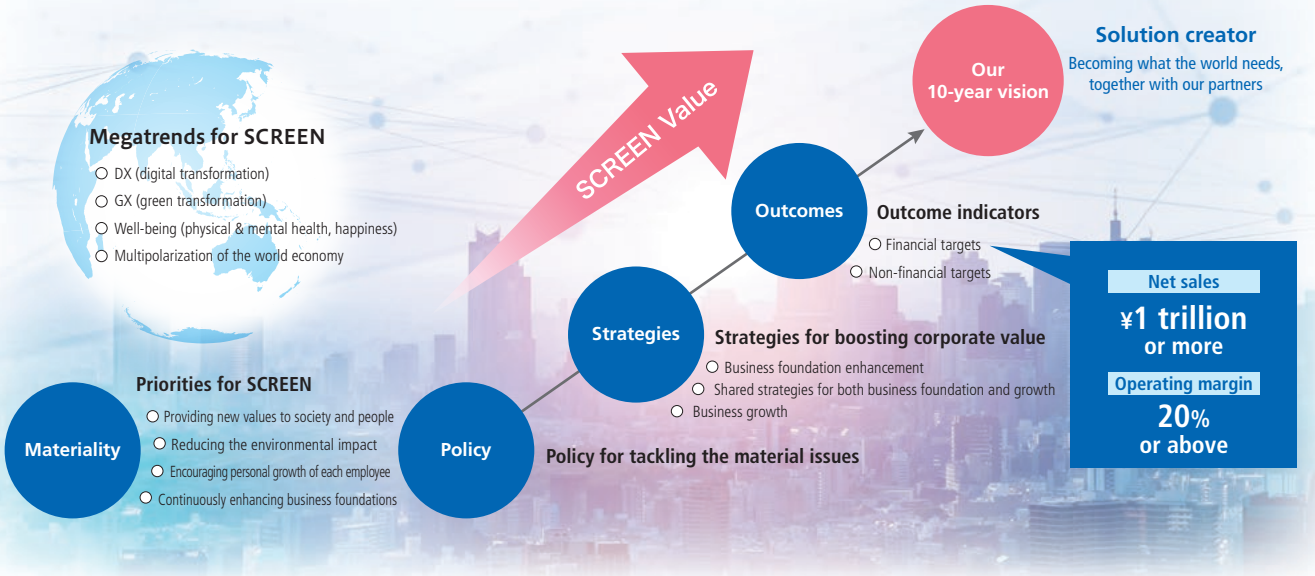 Megatrends for SCREEN
DX (digital transformation)
GX (green transformation)
Well-being (physical & mental health, happiness)
Multipolarization of the world economy
Materiality
Priorities for SCREEN
Providing new values to society and people
Reducing the environmental impact
Encouraging personal growth of each employee
Continuously enhancing business foundations
Policy
Policy for tackling the material issues
Strategies
Strategies for boosting corporate value
Business foundation enhancement
Shared strategies for both business foundation and growth
Business growth
SCREEN Value
Outcomes
Outcome indicators
Financial targets
Non-financial targets
Net sales
¥1 trillion
or more
Operating margin
20%
or above
Our
10-year vision
Solution creator
Becoming what the world needs,
together with our partners